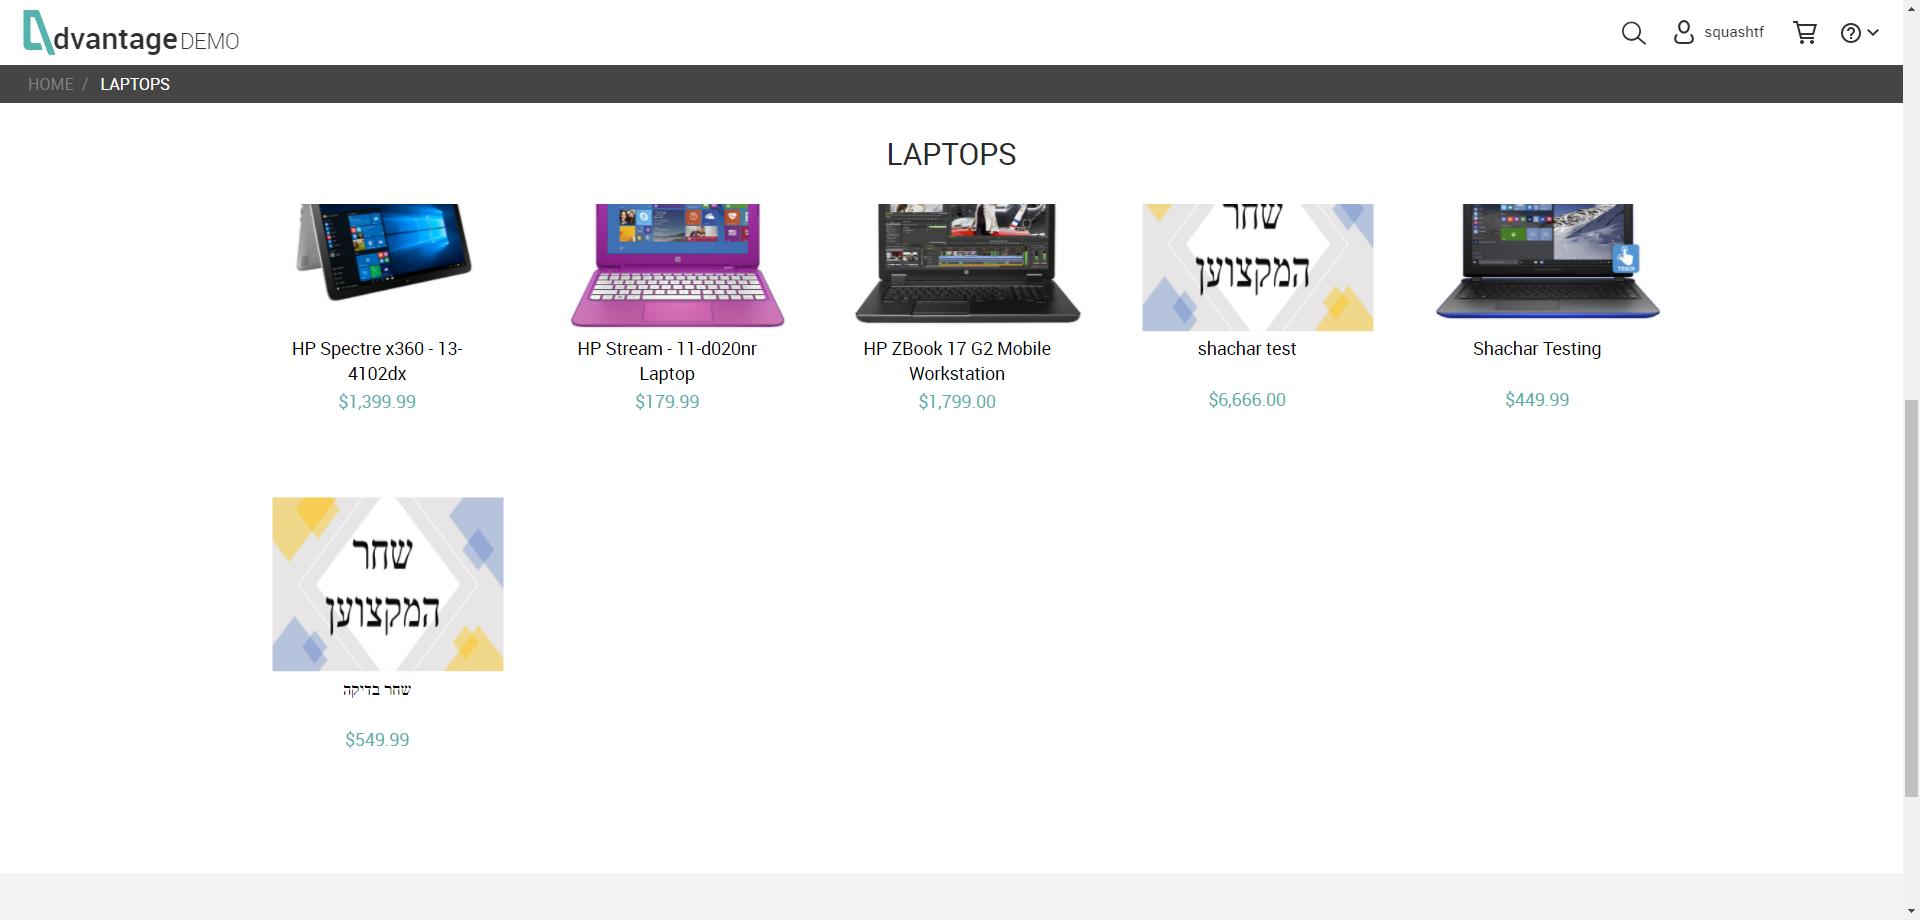 dvantage DEMO
squashtf
HOME / LAPTOPS
LAPTOPS
שחר
המקצוען
TOUCH
HP Spectre x360 - 13-
4102dx
$1,399.99
HP Stream - 11-d020nr
Laptop
$179.99
HP ZBook 17 G2 Mobile
Workstation
$1,799.00
shachar test
$6,666.00
Shachar Testing
$449.99
שחר
המקצוען
שחר בדיקה
$549.99